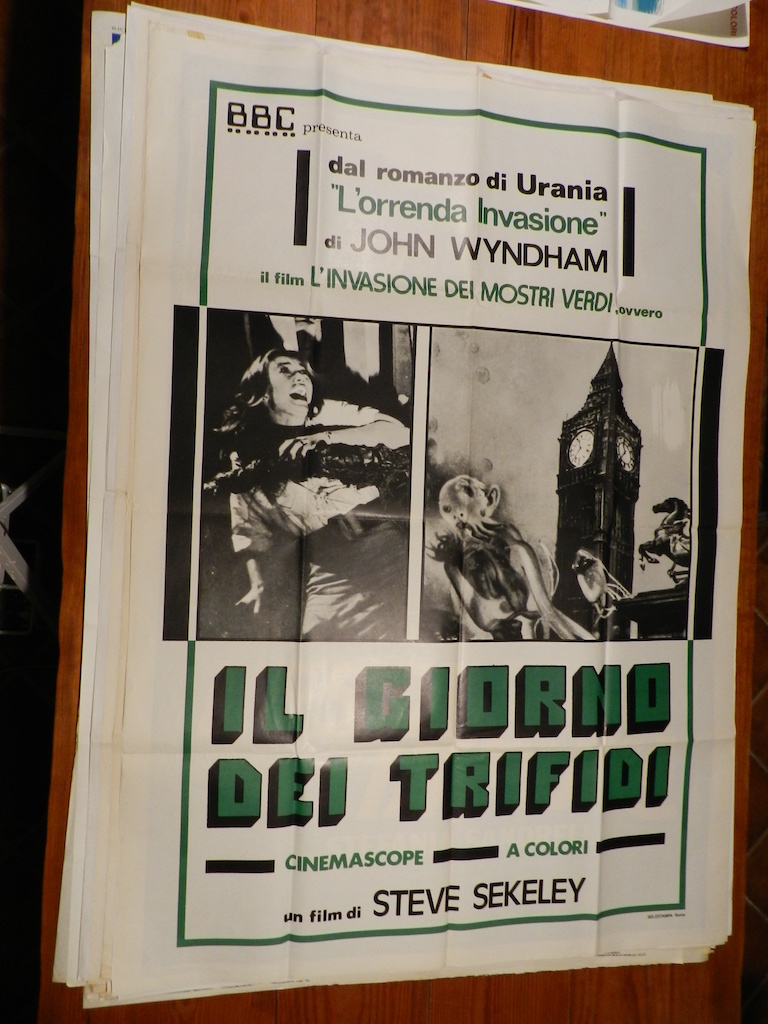 BBC presenta
dal romanzo di Urania
"L'orrenda Invasione"
di JOHN WYNDHAM
il film L'INVASIONE DEI MOSTRI VERDI,ovvero
IL GIORNO
DEI TRIFIDI
CINEMASCOPE A COLORI
un film di STEVE SEKELEY